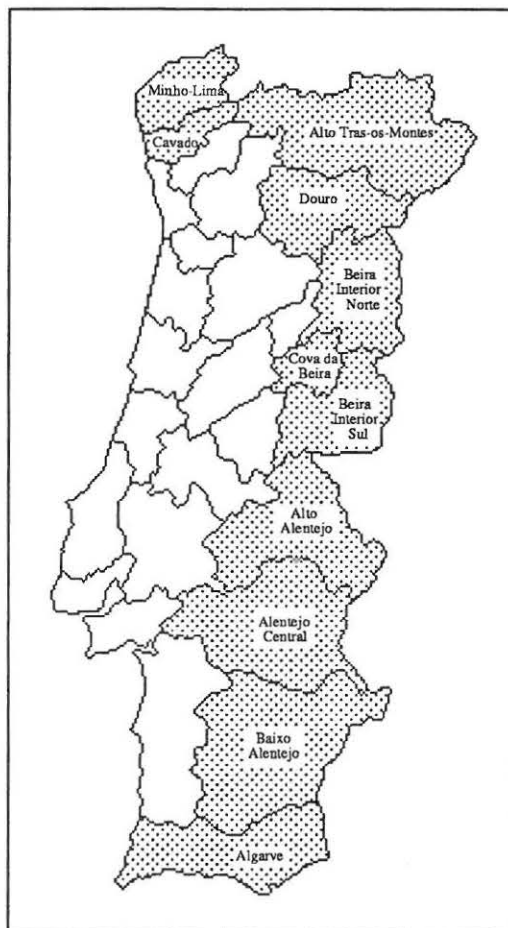 Minho-Lima
Alto Tras-os-Montes
Cavado
Douro
Beira
Interior
Norte
Cova da
Beira
Beira
Interior
Sul
Alto
Alentejo
Alentejo
Central
Baixo
Alentejo
Algarve